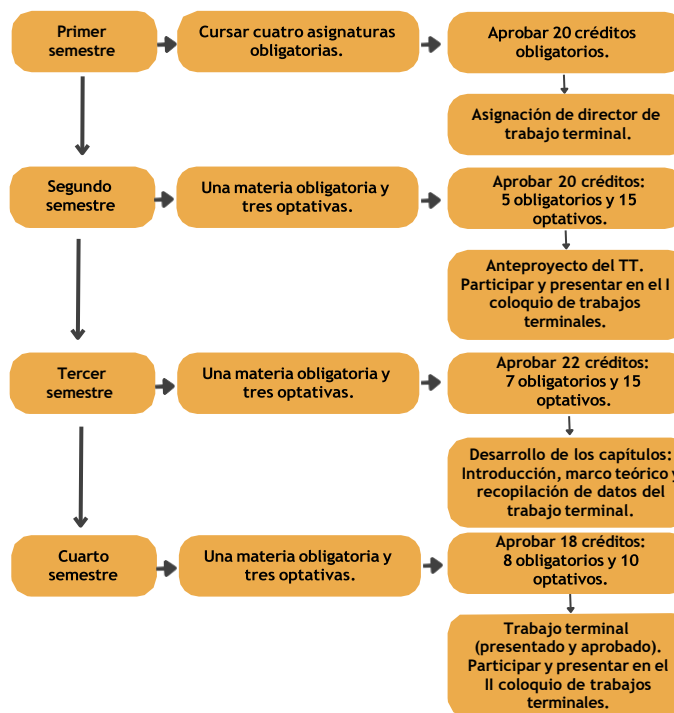 Primer
semestre
Cursar cuatro asignaturas
obligatorias.
Aprobar 20 créditos
obligatorios.
Asignación de director de
trabajo terminal.
Segundo
semestre
Una materia obligatoria y
tres optativas.
Aprobar 20 créditos:
5 obligatorios y 15
optativos.
Anteproyecto del TT.
Participar y presentar en el I
coloquio de trabajos
terminales.
Tercer
semestre
Una materia obligatoria y
tres optativas.
Aprobar 22 créditos:
7 obligatorios y 15
optativos.
Desarrollo de los capítulos:
Introducción, marco teórico y
recopilación de datos del
trabajo terminal.
Cuarto
semestre
Una materia obligatoria y
tres optativas.
Aprobar 18 créditos:
8 obligatorios y 10
optativos.
Trabajo terminal
(presentado y aprobado).
Participar y presentar en el
II coloquio de trabajos
terminales.